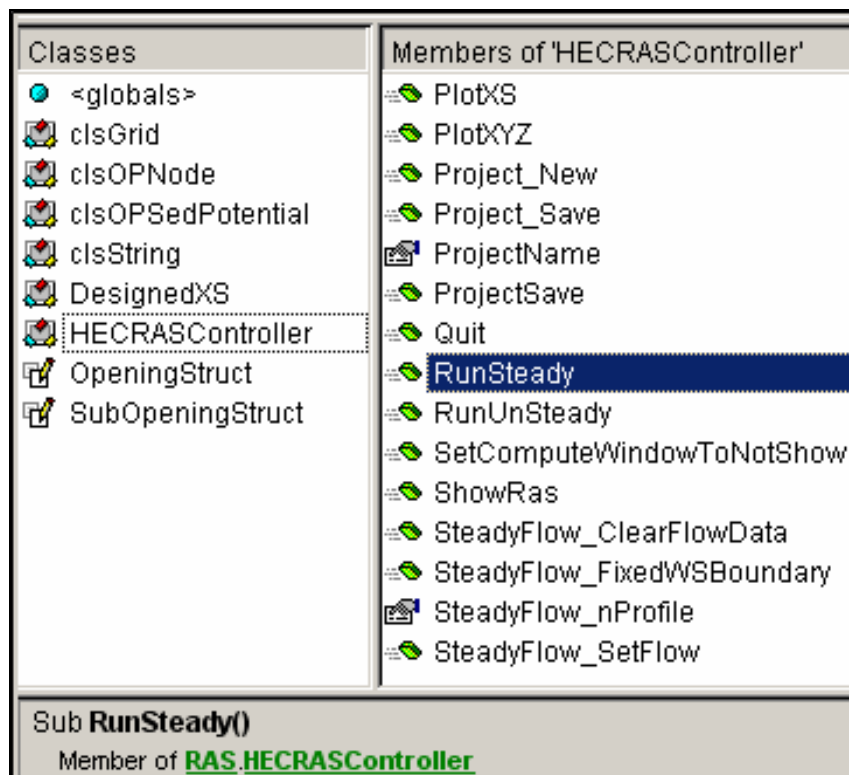 Classes
<globals>
clsGrid
clsOPNode
clsOPSedPotential
clsString
DesignedXS
HECRASController
OpeningStruct
SubOpeningStruct
Members of 'HECRASController'
PlotXS
PlotXYZ
Project_New
Project_Save
ProjectName
ProjectSave
Quit
RunSteady
RunUnSteady
SetComputeWindowToNotShow
ShowRas
SteadyFlow_ClearFlowData
SteadyFlow_FixedWSBoundary
SteadyFlow_nProfile
SteadyFlow_SetFlow
Sub RunSteady()
Member of RAS.HECRASController